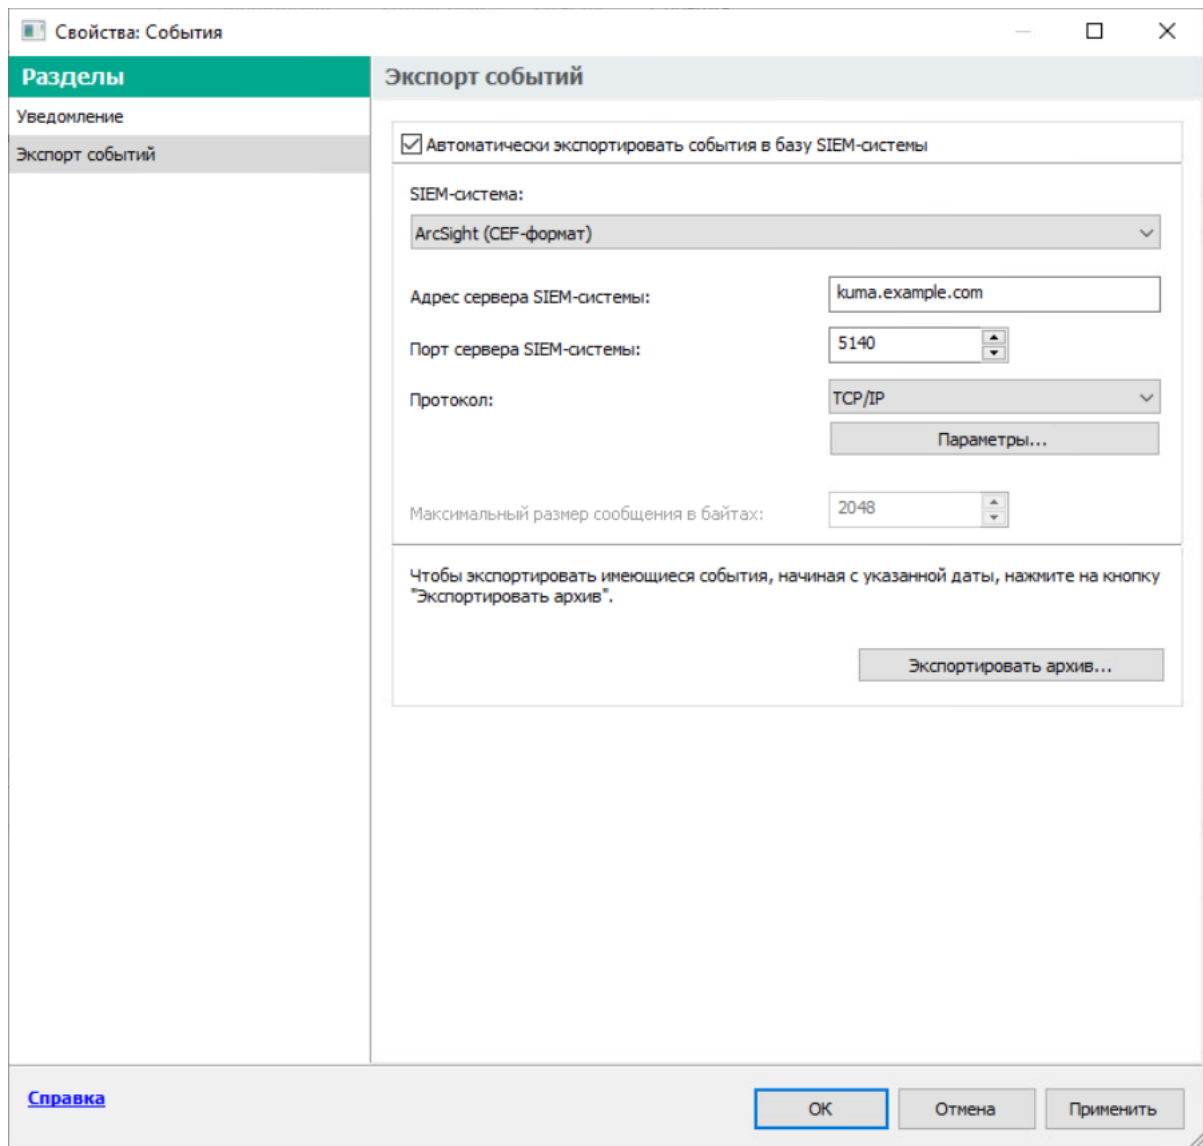 Свойства: События
Разделы
Уведомление
Экспорт событий
Экспорт событий
Автоматически экспортировать события в базу SIEM-системы
SIEM-система:
ArcSight (CEF-формат)
Адрес сервера SIEM-системы:
kuma.example.com
Порт сервера SIEM-системы:
5140
Протокол:
TCP/IP
Параметры...
Максимальный размер сообщения в байтах:
2048
Чтобы экспортировать имеющиеся события, начиная с указанной даты, нажмите на кнопку
"Экспортировать архив".
Экспортировать архив...
Справка
ОК
Отмена
Применить